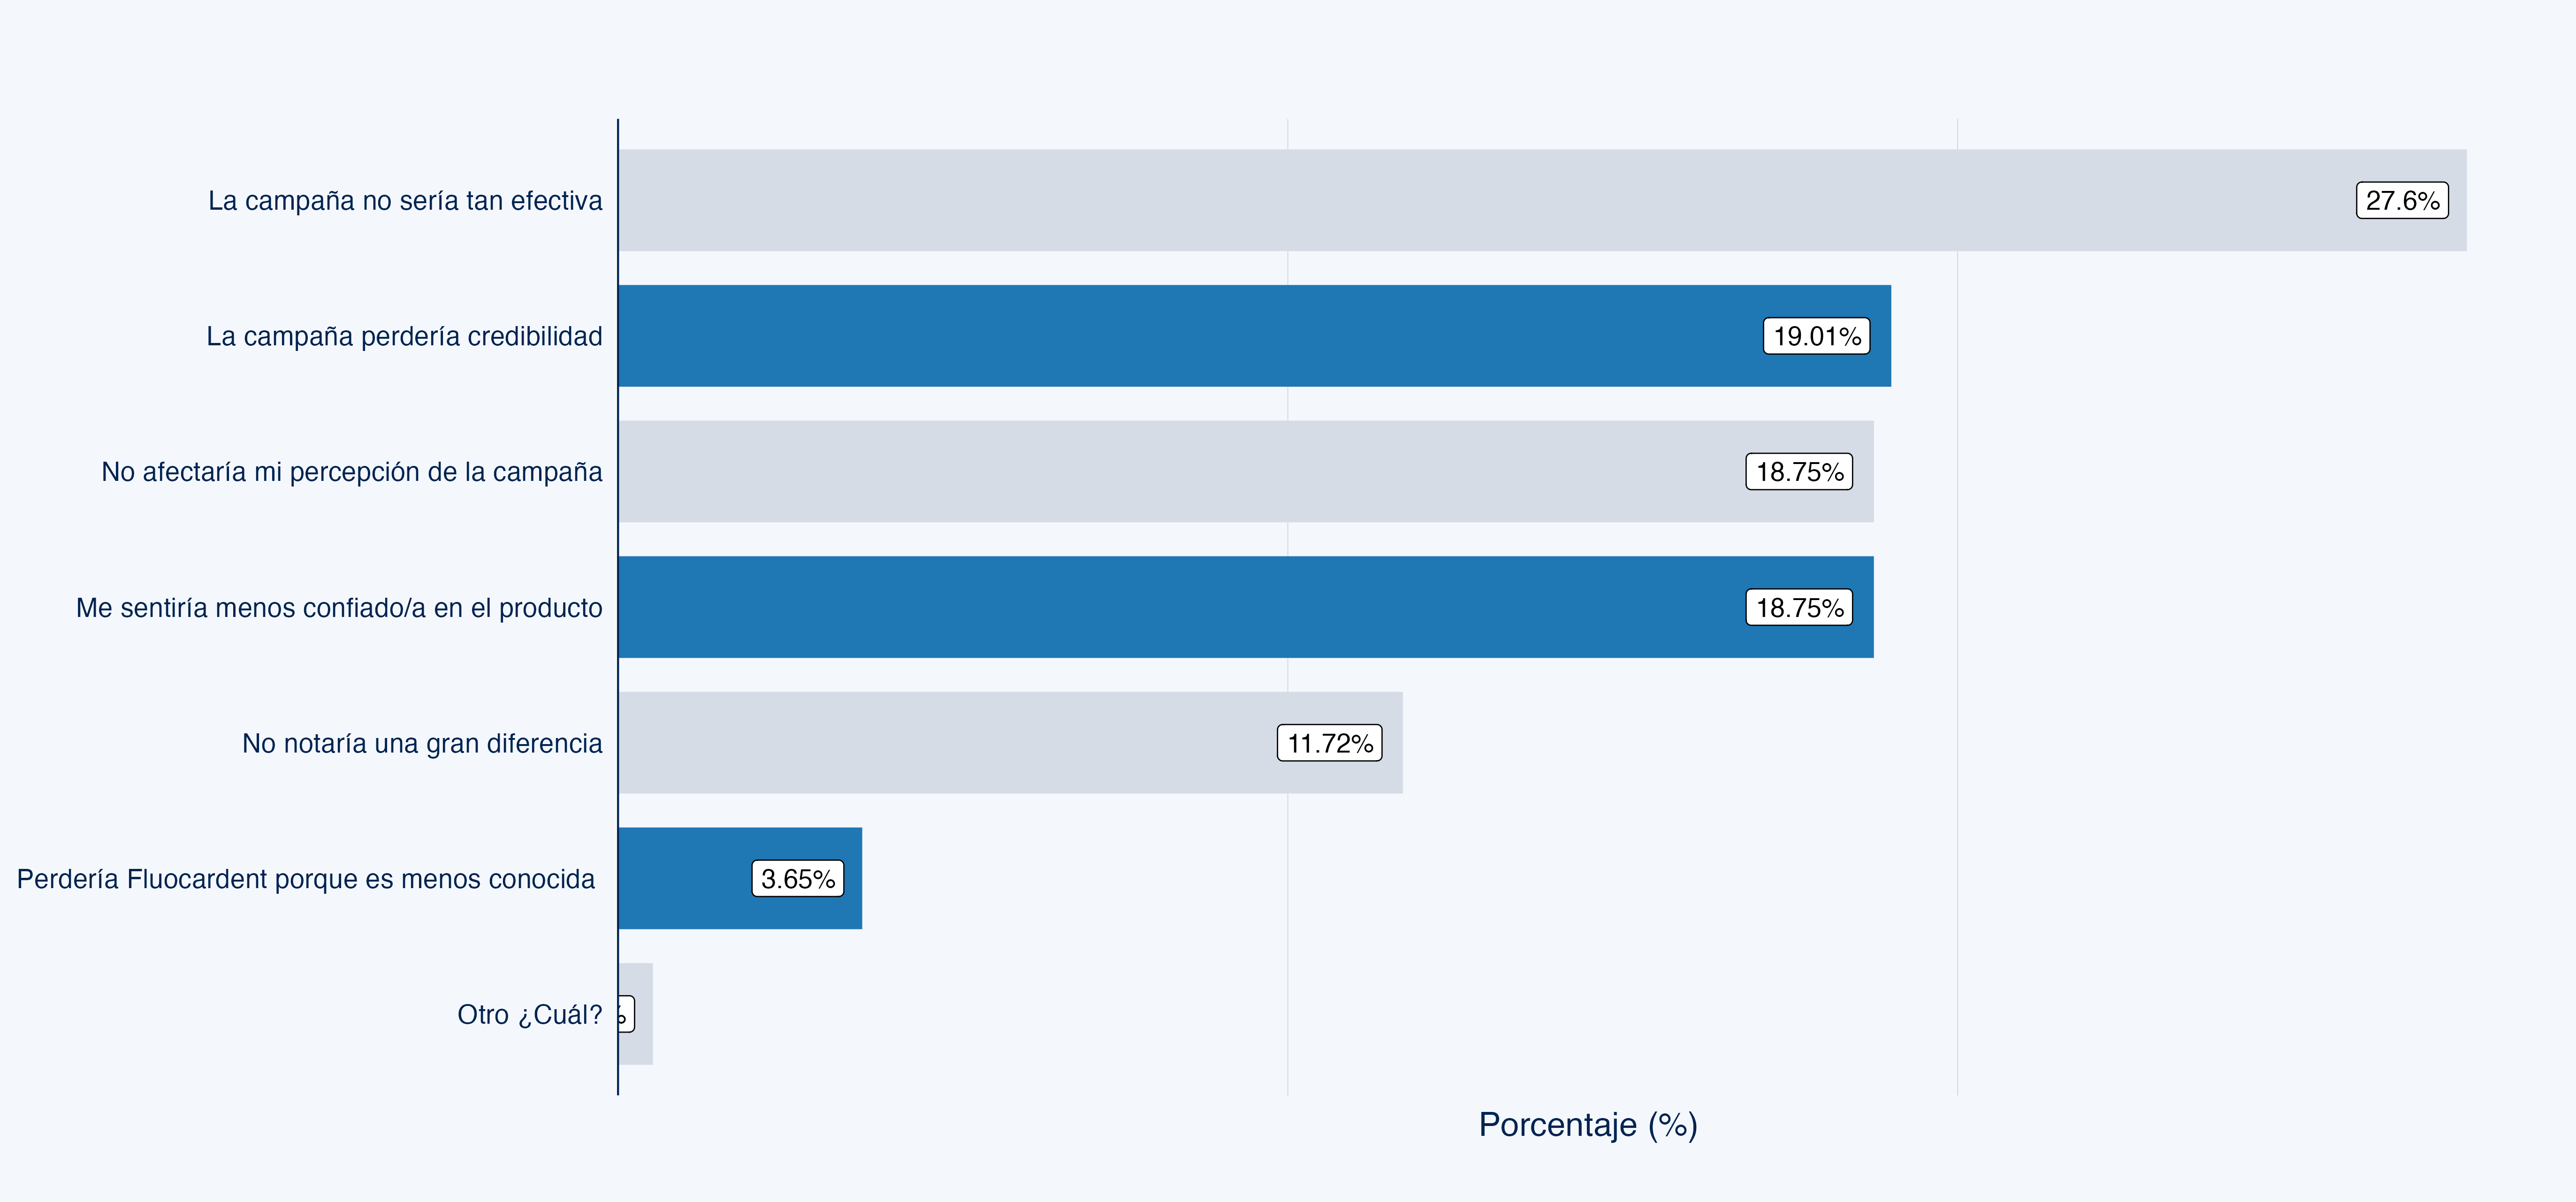 La campaña no sería tan efectiva
27.6%
La campaña perdería credibilidad
19.01%
No afectaría mi percepción de la campaña
18.75%
Me sentiría menos confiado/a en el producto
18.75%
No notaría una gran diferencia
11.72%
Perdería Fluocardent porque es menos conocida
3.65%
Otro ¿Cuál?
%
Porcentaje (%)